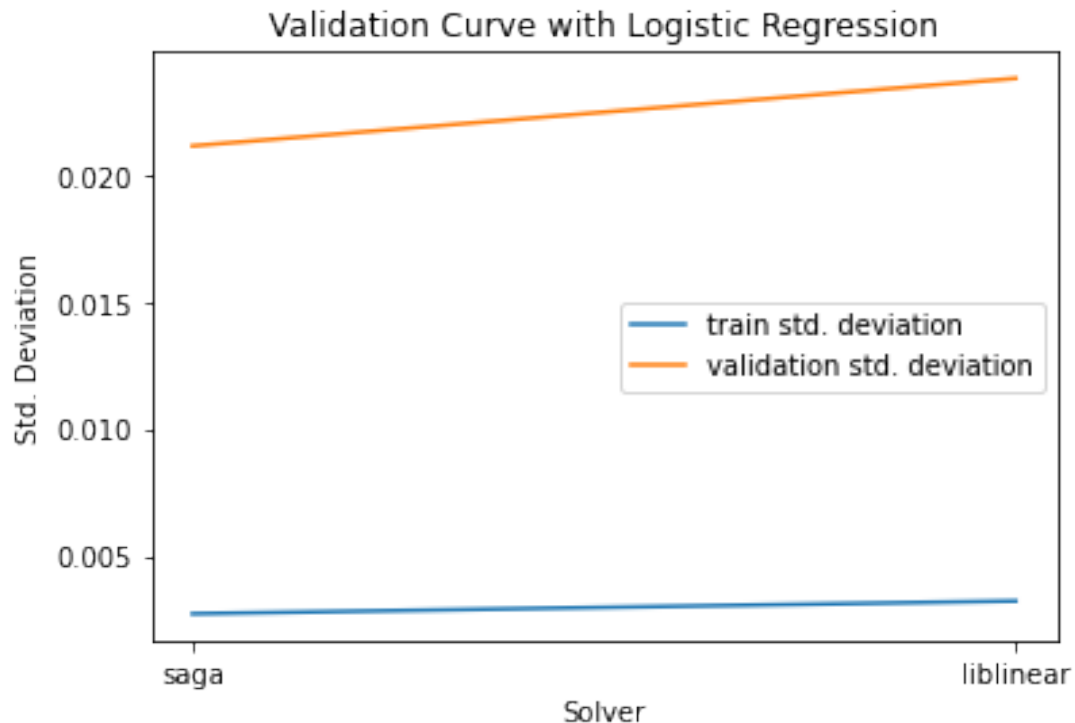 Validation Curve with Logistic Regression
Std. Deviation
0.020
0.015
0.010
0.005
train std. deviation
validation std. deviation
saga
liblinear
Solver